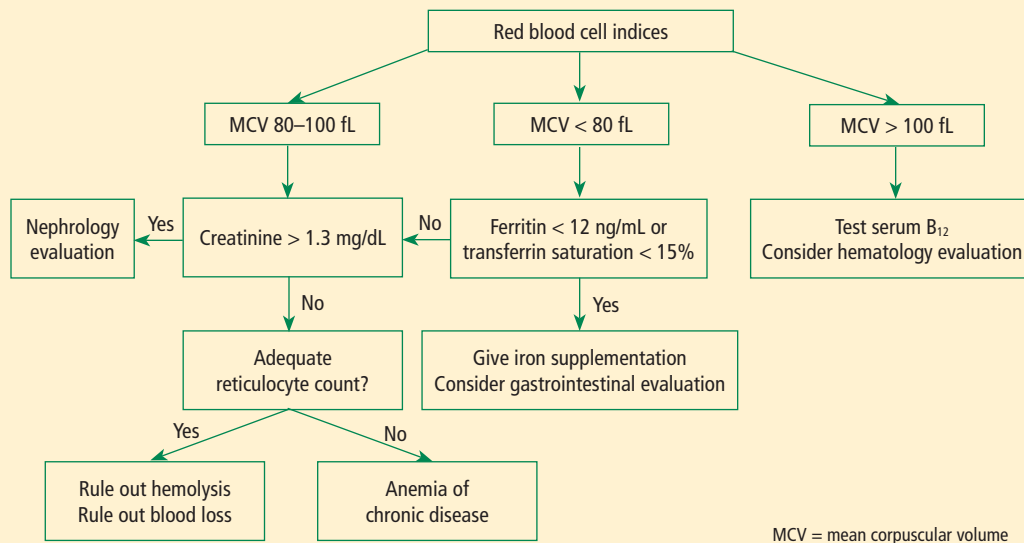 Red blood cell indices
MCV 80–100 fL
MCV < 80 fL
MCV > 100 fL
Nephrology
evaluation
Yes
Creatinine > 1.3 mg/dL
No
Ferritin < 12 ng/mL or
transferrin saturation < 15%
Test serum B₁₂
Consider hematology evaluation
No
Yes
Adequate
reticulocyte count?
Give iron supplementation
Consider gastrointestinal evaluation
Yes
No
Rule out hemolysis
Rule out blood loss
Anemia of
chronic disease
MCV = mean corpuscular volume